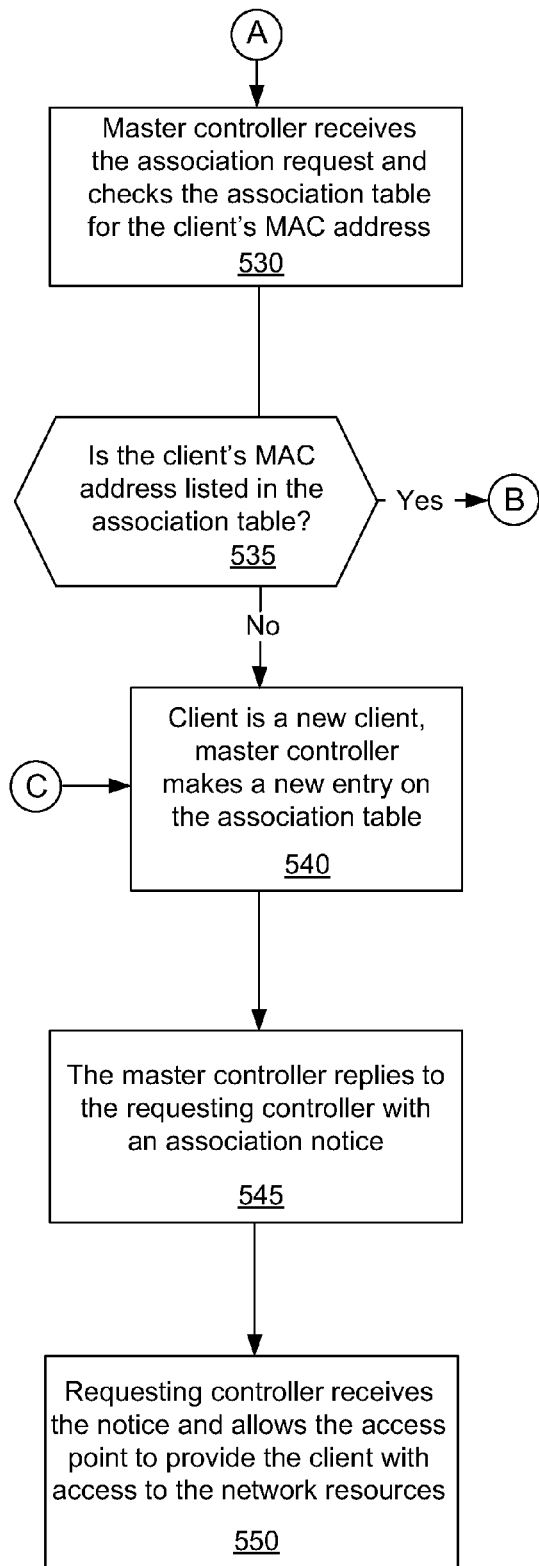 A
Master controller receives
the association request and
checks the association table
for the client's MAC address
530
Is the client's MAC
address listed in the
association table?
535
Yes
B
No
Client is a new client,
master controller
makes a new entry on
the association table
540
C
The master controller replies to
the requesting controller with
an association notice
545
Requesting controller receives
the notice and allows the access
point to provide the client with
access to the network resources
550